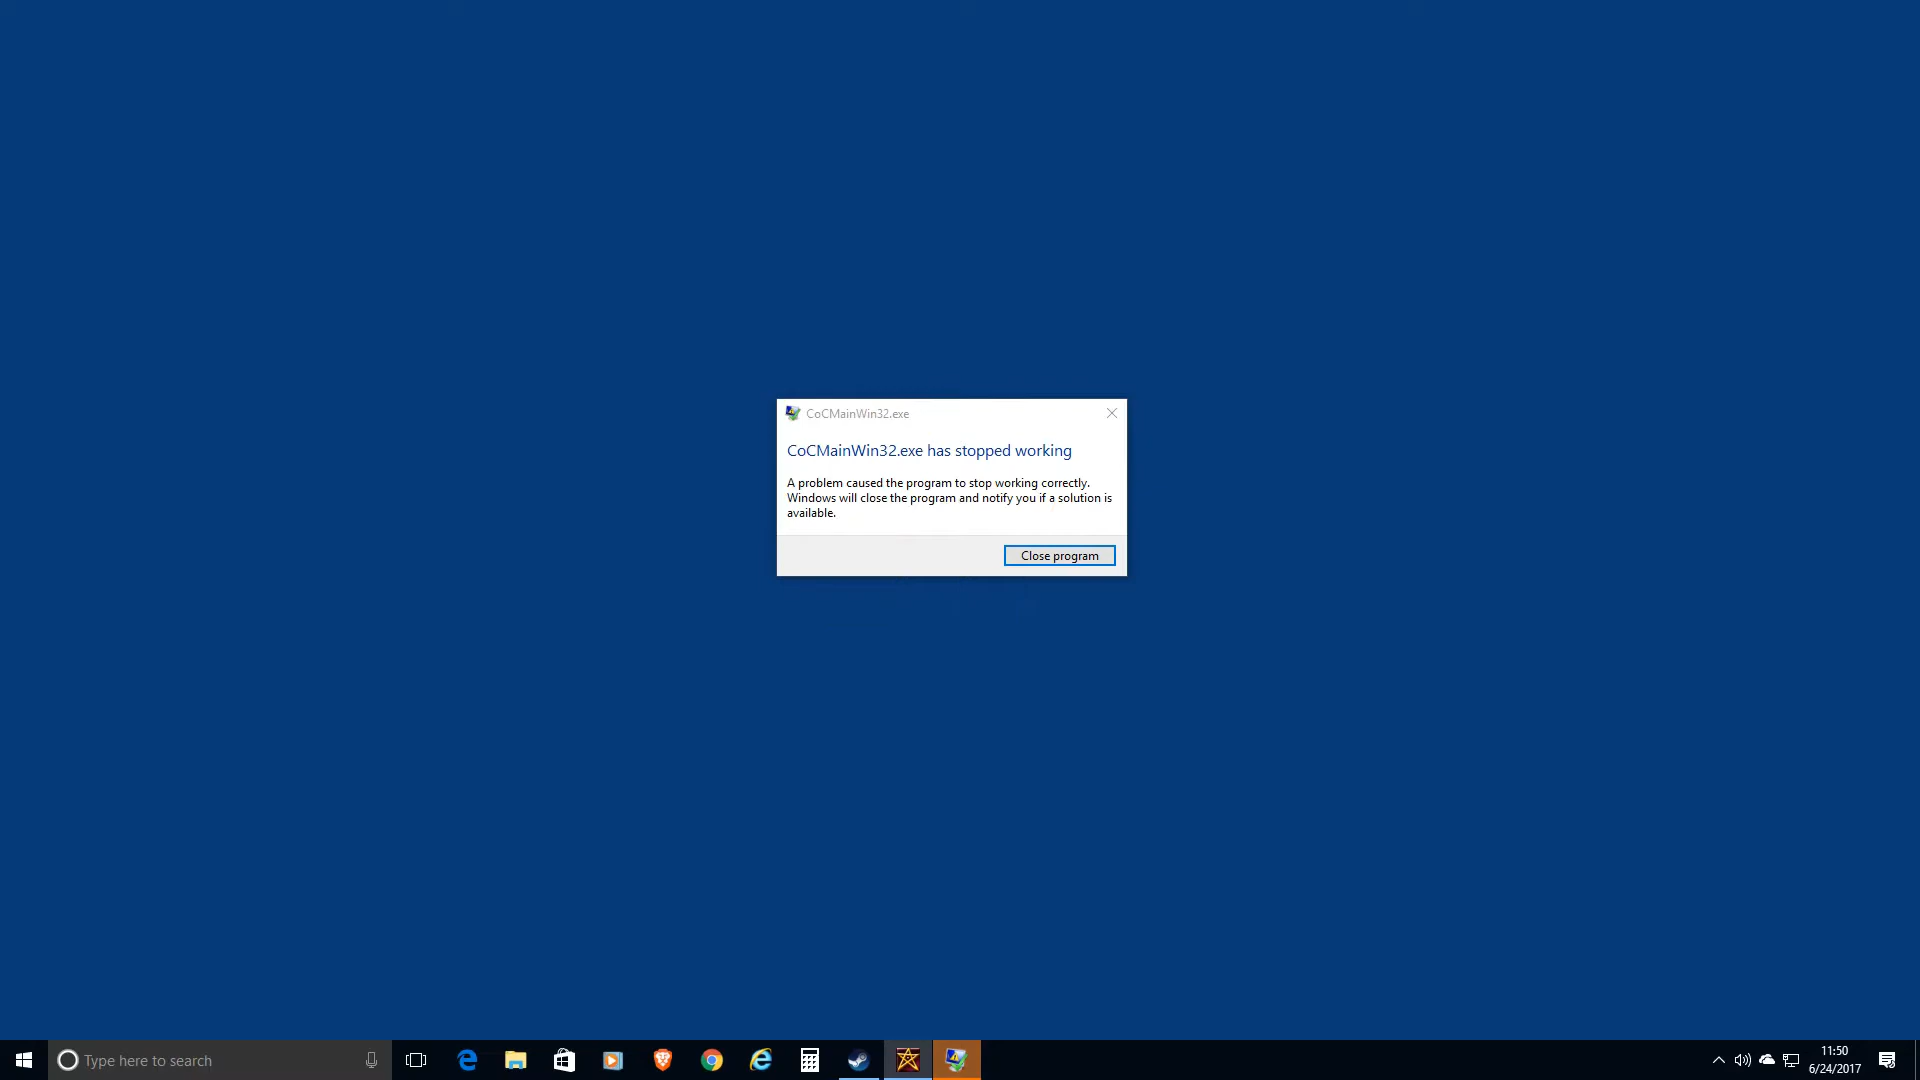 CoCMainWin32.exe
CoCMainWin32.exe has stopped working
A problem caused the program to stop working correctly.
Windows will close the program and notify you if a solution is
available.
Close program
Type here to search
11:50
6/24/2017